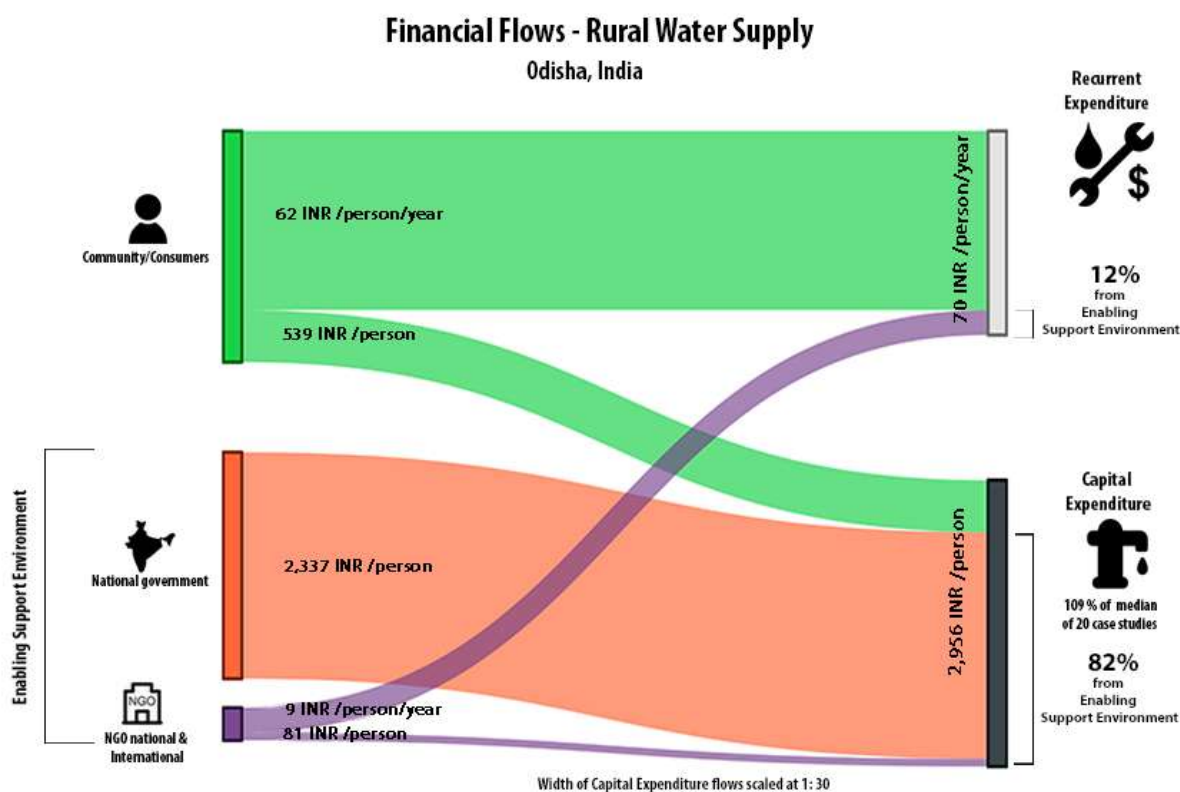 Financial Flows - Rural Water Supply
Odisha, India
Recurrent
Expenditure
$
62 INR /person/year
70 INR /person/year
Community/Consumers
12%
from
Enabling
Support Environment
539 INR /person
Enabling Support Environment
National government
2,337 INR /person
2,956 INR /person
Capital
Expenditure
109 % of median
of 20 case studies
82%
from
Enabling
Support Environment
NGO
NGO national &
International
9 INR /person/year
81 INR /person
Width of Capital Expenditure flows scaled at 1: 30